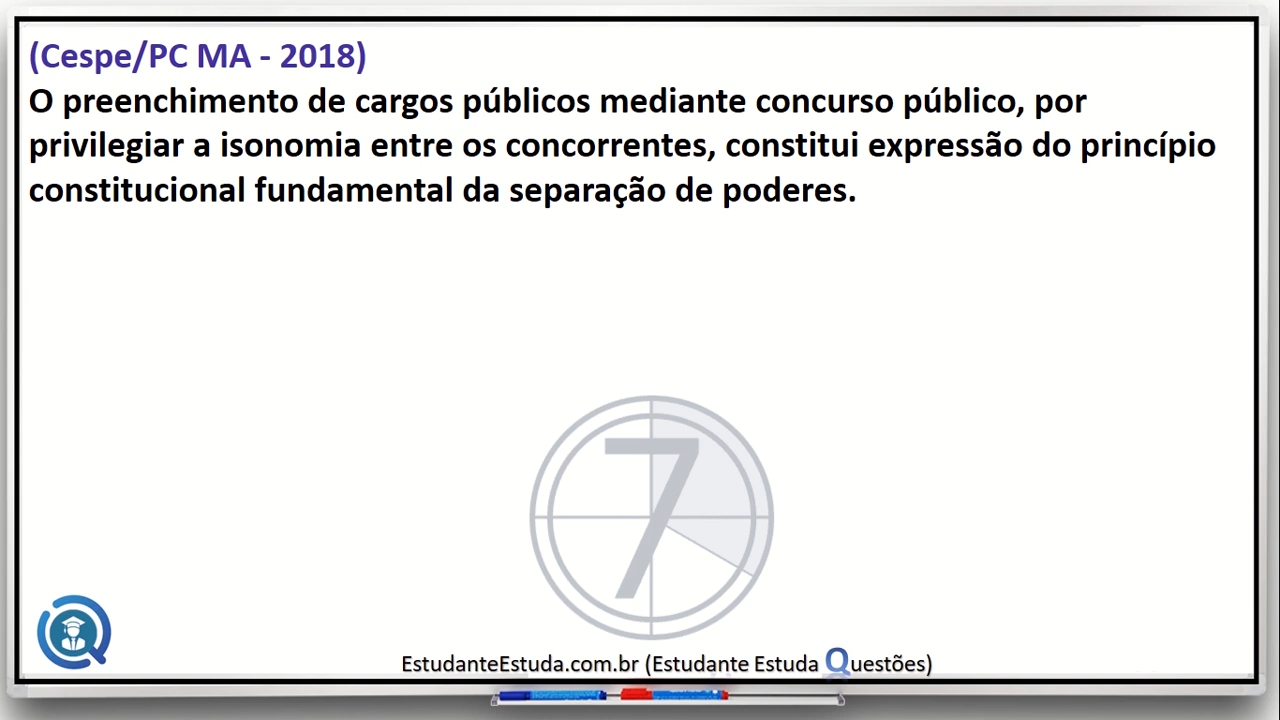 (Cespe/PC MA - 2018)
O preenchimento de cargos públicos mediante concurso público, por
privilegiar a isonomia entre os concorrentes, constitui expressão do princípio
constitucional fundamental da separação de poderes.
7
EstudanteEstuda.com.br (Estudante Estuda Questões)